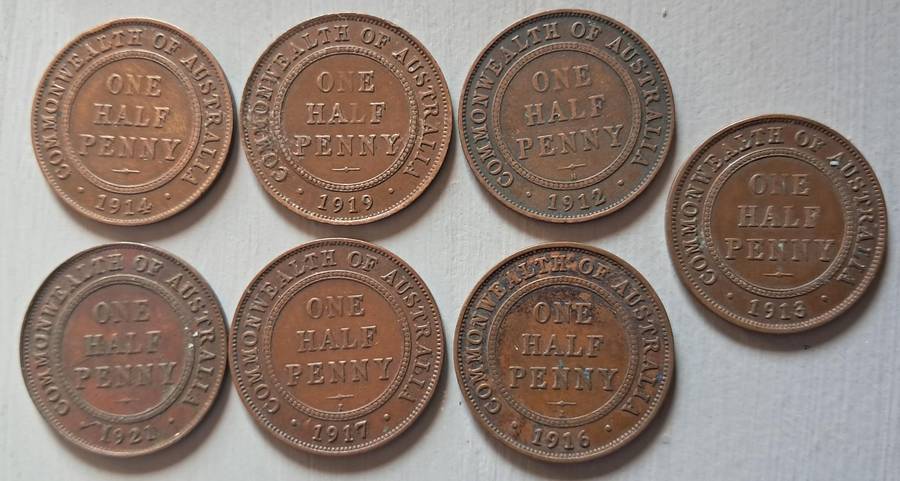 COMMONWEALTH OF AUSTRALIA
ONE
HALF
PENNY
1914
COMMONWEALTH OF AUSTRALIA
ONE
HALF
PENNY
1919
COMMONWEALTH OF AUSTRALIA
ONE
HALF
PENNY
H
1912
COMMONWEALTH OF AUSTRALIA
ONE
HALF
PENNY
1913
COMMONWEALTH OF AUSTRALIA
ONE
HALF
PENNY
1921
COMMONWEALTH OF AUSTRALIA
ONE
HALF
PENNY
I
1917
COMMONWEALTH OF AUSTRALIA
ONE
HALF
PENNY
I
1916